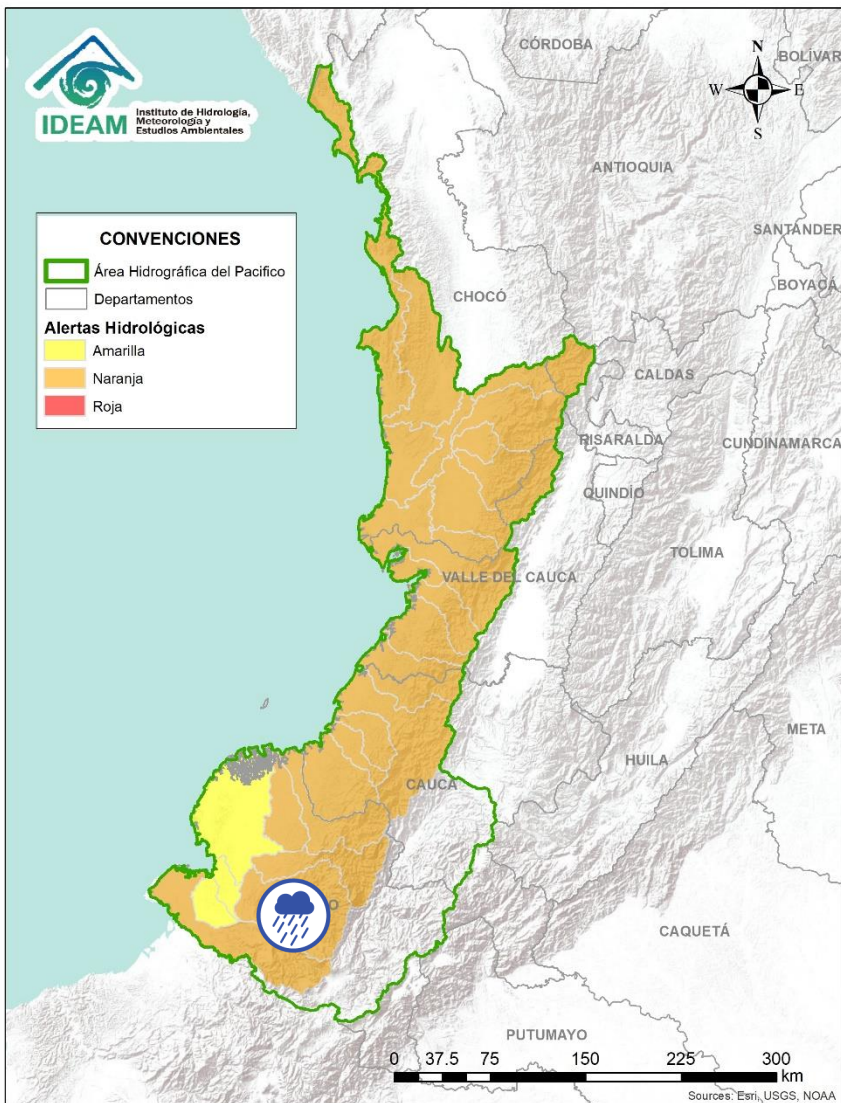 IDEAM
Instituto de Hidrología,
Meteorología y
Estudios Ambientales
N
W E
S
CONVENCIONES
Área Hidrográfica del Pacifico
Departamentos
Alertas Hidrológicas
Amarilla
Naranja
Roja
CÓRDOBA
BOLÍVAR
ANTIOQUIA
SANTANDER
BOYACÁ
CHOCÓ
CALDAS
RISARALDA
CUNDINAMARCA
QUINDÍO
TOLIMA
VALLE DEL CAUCA
META
HUILA
CAUCA
O
CAQUETÁ
PUTUMAYO
0 37.5 75 150 225 300
km
Sources: Esri, USGS, NOAA